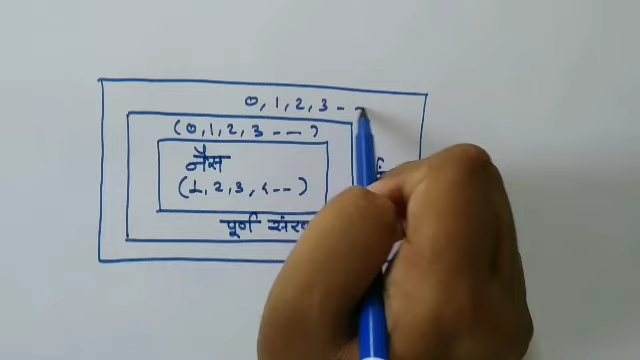 0, 1, 2, 3 - -
(0, 1, 2, 3 - - - )
नैस
(1, 2, 3, 4 - - )
पूर्ण